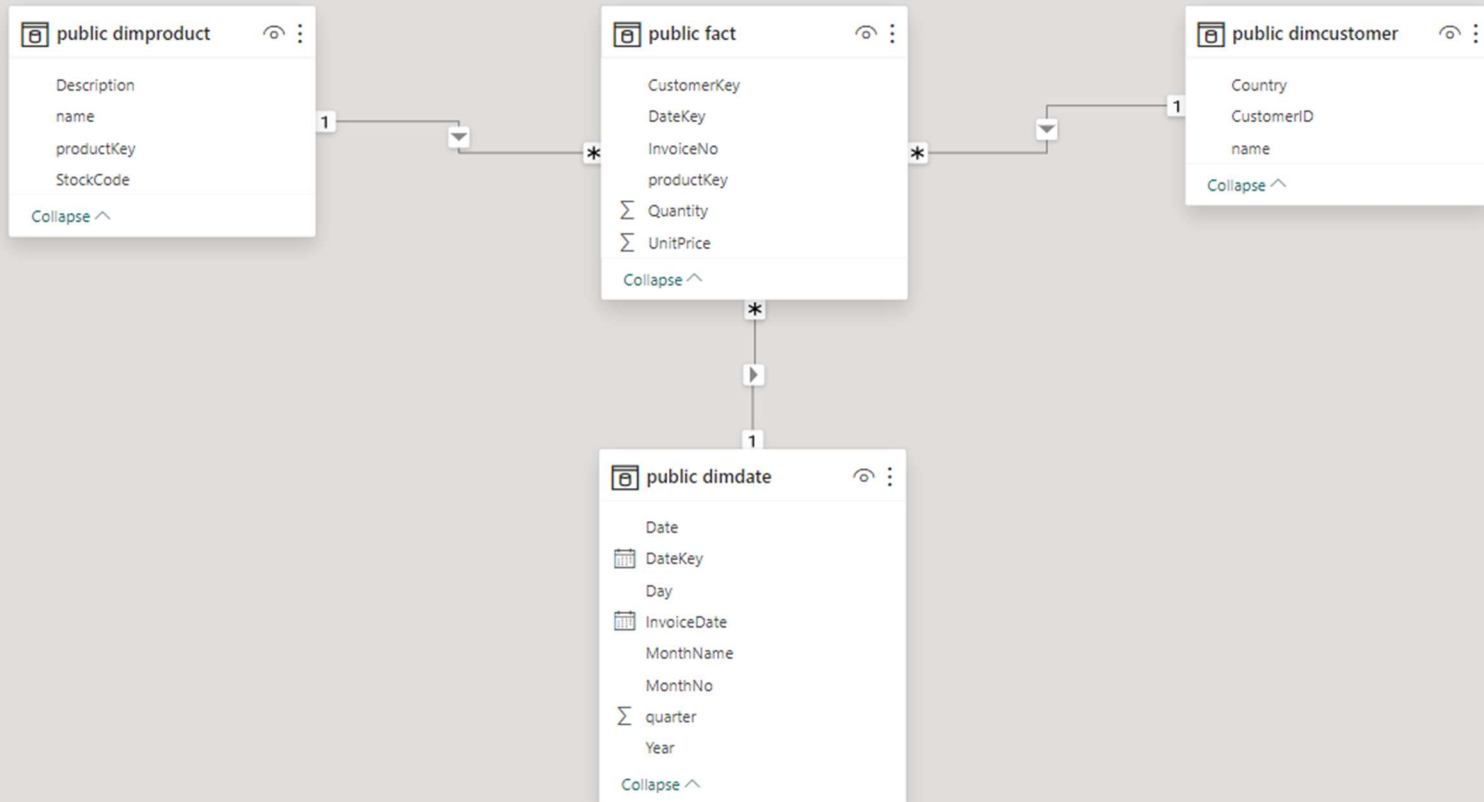 public dimproduct
Description
name
productKey
StockCode
Collapse
1
*
public fact
CustomerKey
DateKey
InvoiceNo
productKey
Σ Quantity
Σ UnitPrice
Collapse
*
1
public dimcustomer
Country
CustomerID
name
Collapse
*
1
public dimdate
Date
DateKey
Day
InvoiceDate
MonthName
MonthNo
Σ quarter
Year
Collapse